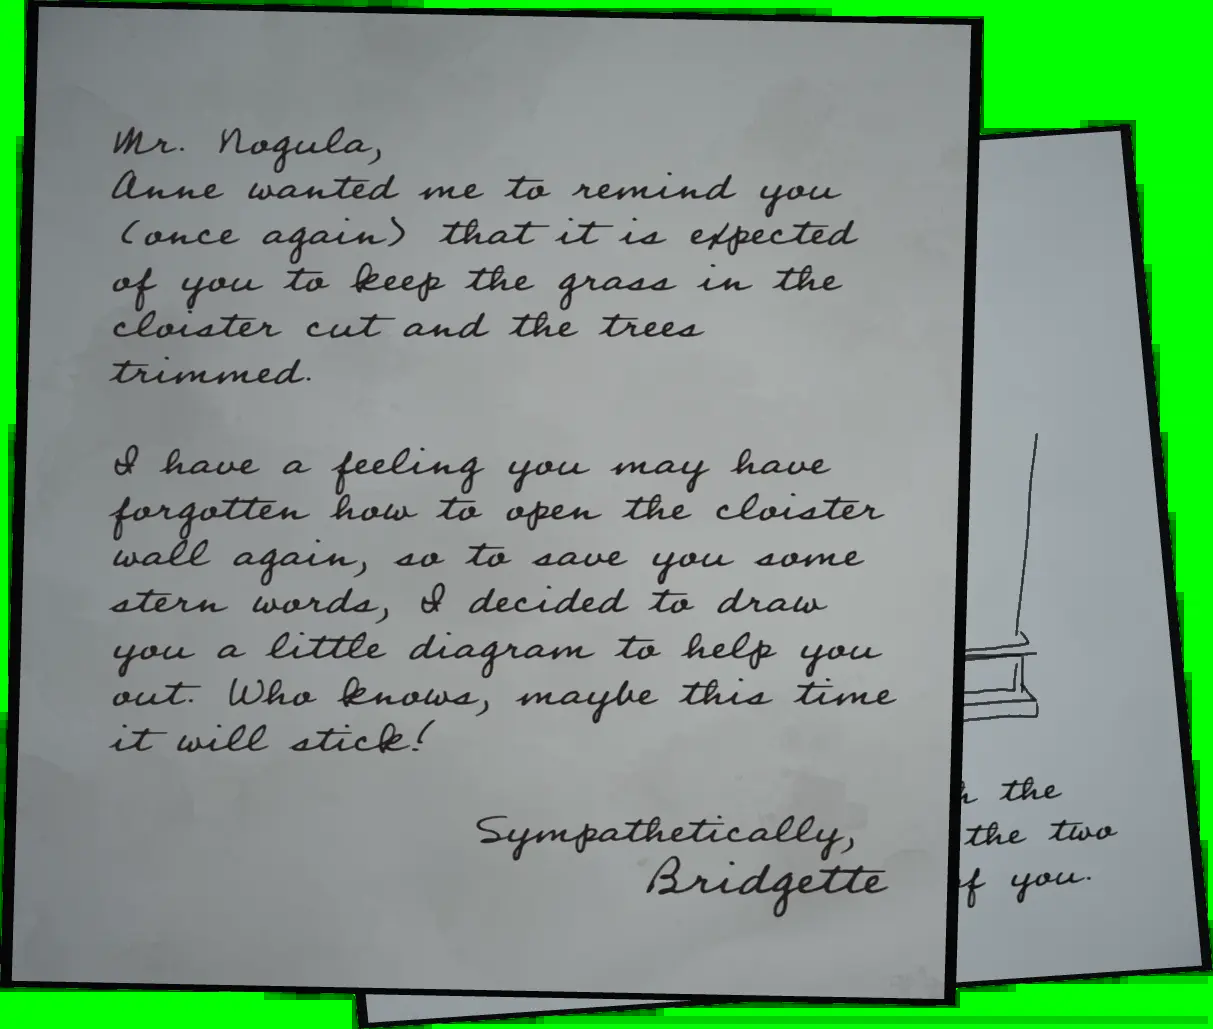 Mr. Nogula,
Anne wanted me to remind you
(once again) that it is expected
of you to keep the grass in the
cloister cut and the trees
trimmed.
I have a feeling you may have
forgotten how to open the cloister
wall again, so to save you some
stern words, I decided to draw
you a little diagram to help you
out. Who knows, maybe this time
it will stick!
Sympathetically,
Bridgette
the
the two
of you.